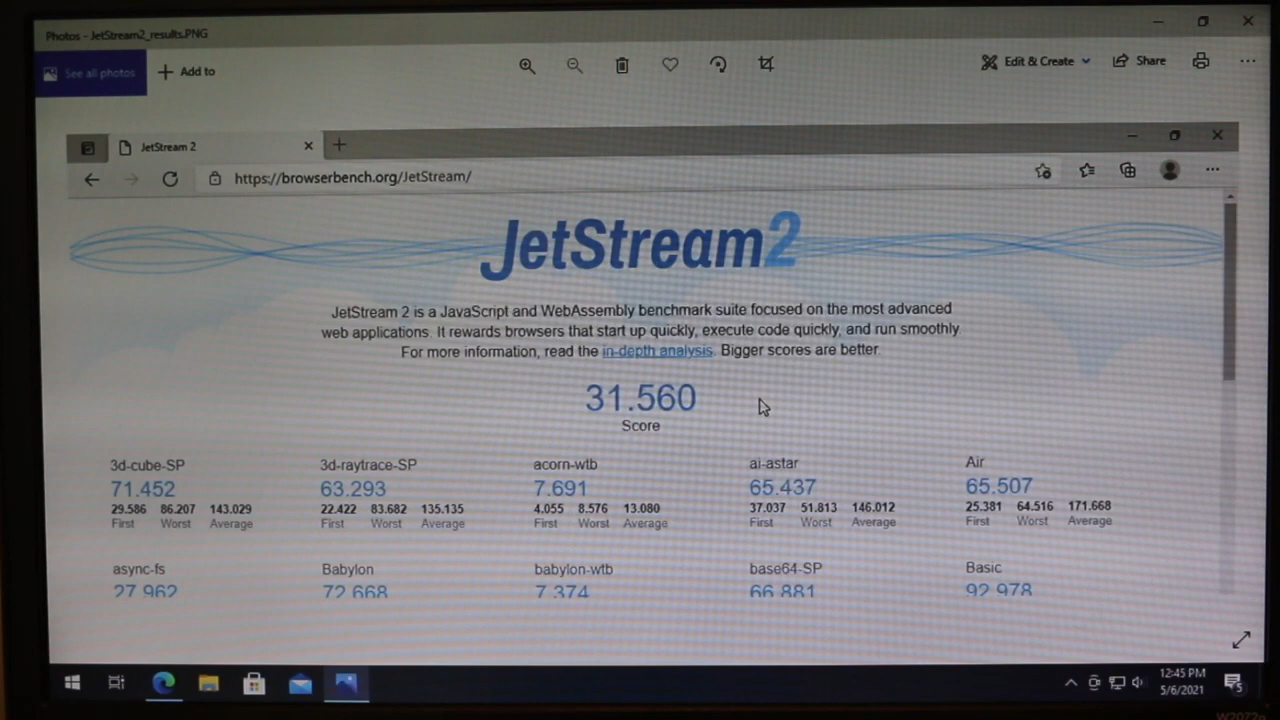 Photos - JetStream2_results.PNG
See all photos
Add to
Edit & Create
Share
JetStream 2
https://browserbench.org/JetStream/
JetStream2
JetStream 2 is a JavaScript and WebAssembly benchmark suite focused on the most advanced
web applications. It rewards browsers that start up quickly, execute code quickly, and run smoothly.
For more information, read the in-depth analysis. Bigger scores are better.
31.560
Score
3d-cube-SP 3d-raytrace-SP acorn-wtb ai-astar Air
71.452 63.293 7.691 65.437 65.507
29.586 86.207 143.029 22.422 83.682 135.135 4.055 8.576 13.080 37.037 51.813 146.012 25.381 64.516 171.668
First Worst Average First Worst Average First Worst Average First Worst Average First Worst Average
async-fs Babylon babylon-wtb base64-SP Basic
27.962 72.668 7.374 66.881 92.978
12:45 PM
5/6/2021
5
W2072a